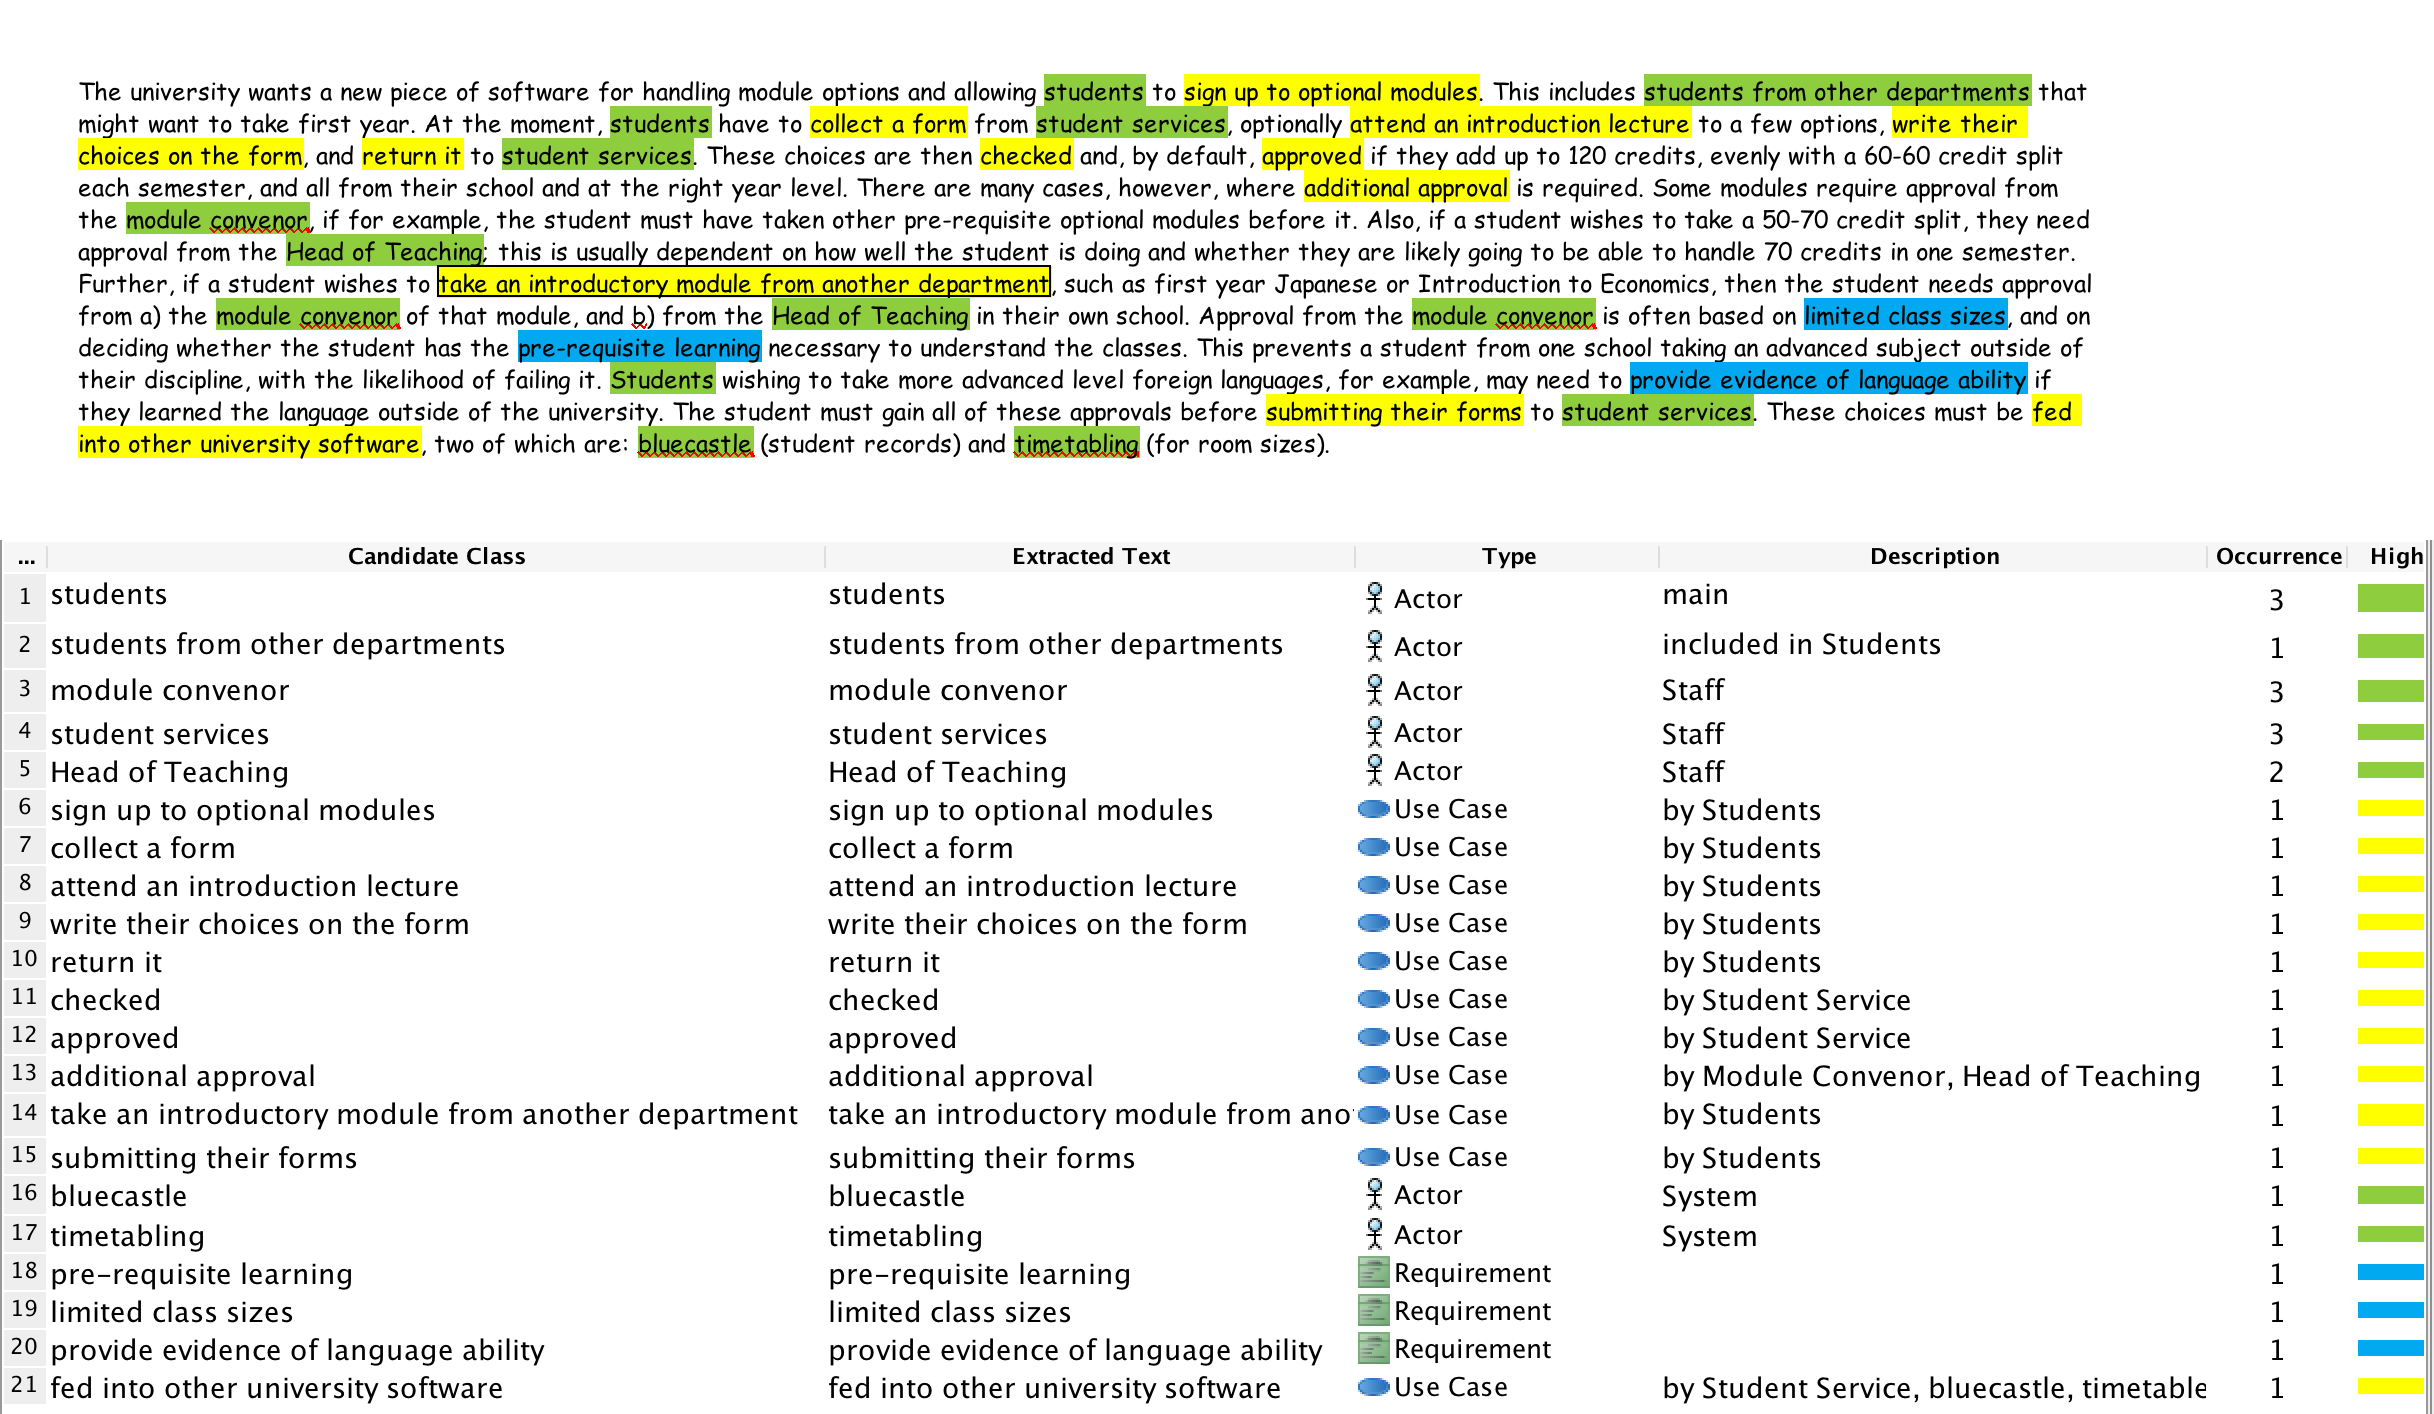 The university wants a new piece of software for handling module options and allowing students to sign up to optional modules. This includes students from other departments that
might want to take first year. At the moment, students have to collect a form from student services, optionally attend an introduction lecture to a few options, write their
choices on the form, and return it to student services. These choices are then checked and, by default, approved if they add up to 120 credits, evenly with a 60-60 credit split
each semester, and all from their school and at the right year level. There are many cases, however, where additional approval is required. Some modules require approval from
the module convenor, if for example, the student must have taken other pre-requisite optional modules before it. Also, if a student wishes to take a 50-70 credit split, they need
approval from the Head of Teaching; this is usually dependent on how well the student is doing and whether they are likely going to be able to handle 70 credits in one semester.
Further, if a student wishes to take an introductory module from another department, such as first year Japanese or Introduction to Economics, then the student needs approval
from a) the module convenor of that module, and b) from the Head of Teaching in their own school. Approval from the module convenor is often based on limited class sizes, and on
deciding whether the student has the pre-requisite learning necessary to understand the classes. This prevents a student from one school taking an advanced subject outside of
their discipline, with the likelihood of failing it. Students wishing to take more advanced level foreign languages, for example, may need to provide evidence of language ability if
they learned the language outside of the university. The student must gain all of these approvals before submitting their forms to student services. These choices must be fed
into other university software, two of which are: bluecastle (student records) and timetabling (for room sizes).
... Candidate Class Extracted Text Type Description Occurrence High
1 students students Actor main 3
2 students from other departments students from other departments Actor included in Students 1
3 module convenor module convenor Actor Staff 3
4 student services student services Actor Staff 3
5 Head of Teaching Head of Teaching Actor Staff 2
6 sign up to optional modules sign up to optional modules Use Case by Students 1
7 collect a form collect a form Use Case by Students 1
8 attend an introduction lecture attend an introduction lecture Use Case by Students 1
9 write their choices on the form write their choices on the form Use Case by Students 1
10 return it return it Use Case by Students 1
11 checked checked Use Case by Student Service 1
12 approved approved Use Case by Student Service 1
13 additional approval additional approval Use Case by Module Convenor, Head of Teaching 1
14 take an introductory module from another department take an introductory module from ano Use Case by Students 1
15 submitting their forms submitting their forms Use Case by Students 1
16 bluecastle bluecastle Actor System 1
17 timetabling timetabling Actor System 1
18 pre-requisite learning pre-requisite learning Requirement 1
19 limited class sizes limited class sizes Requirement 1
20 provide evidence of language ability provide evidence of language ability Requirement 1
21 fed into other university software fed into other university software Use Case by Student Service, bluecastle, timetable 1